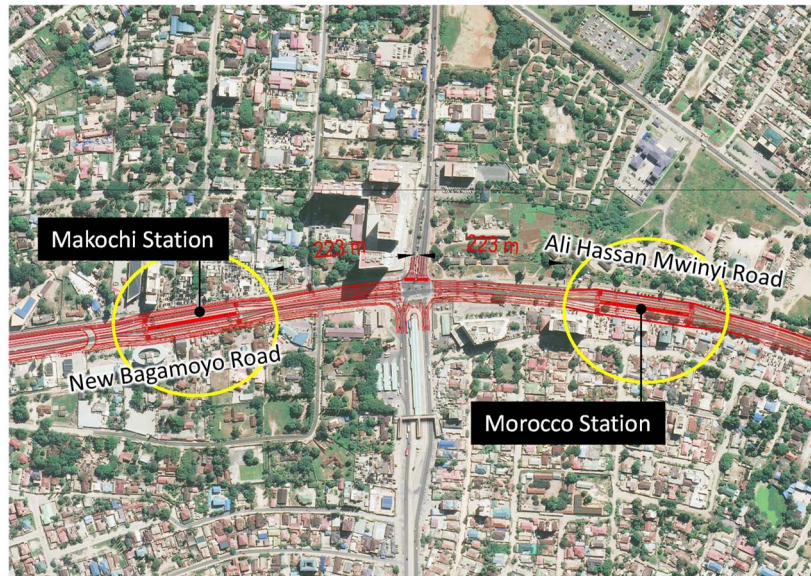 Makochi Station
223 m
223 m
Ali Hassan Mwinyi Road
New Bagamoyo Road
Morocco Station